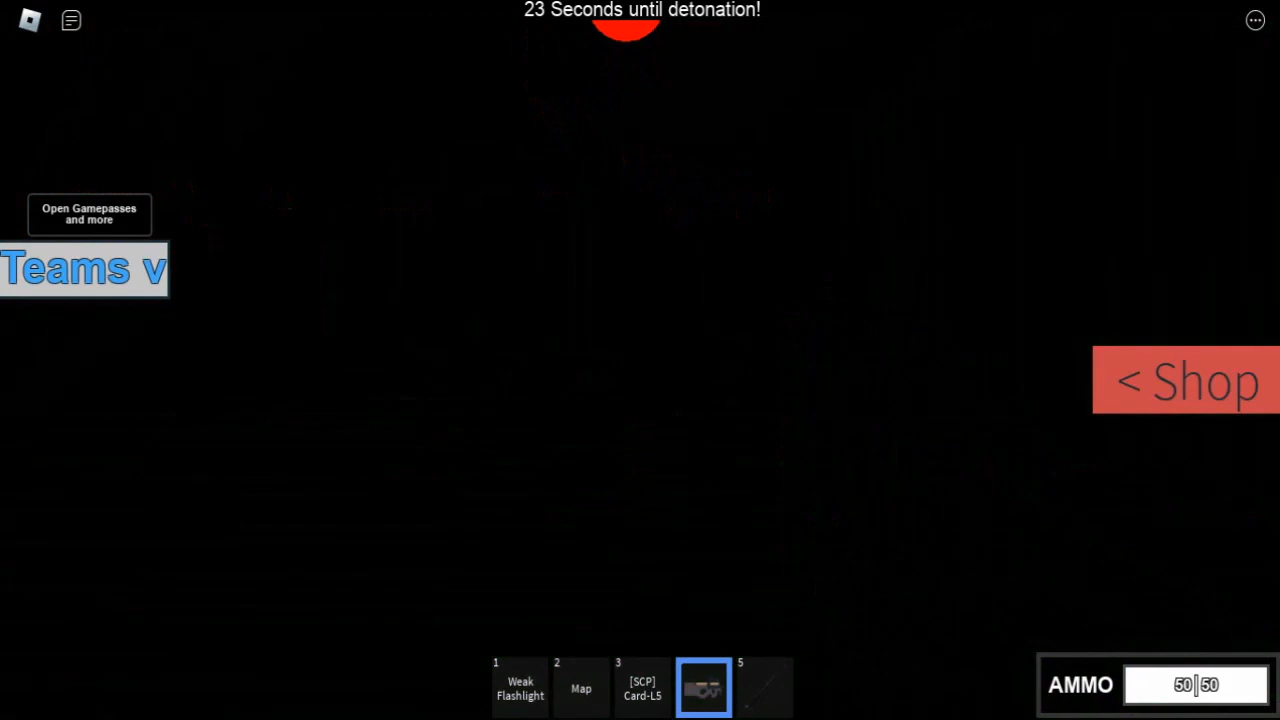 23 Seconds until detonation!
Open Gamepasses
and more
Teams v
< Shop
1
Weak
Flashlight
2
Map
3
[SCP]
Card-L5
5
AMMO
50|50